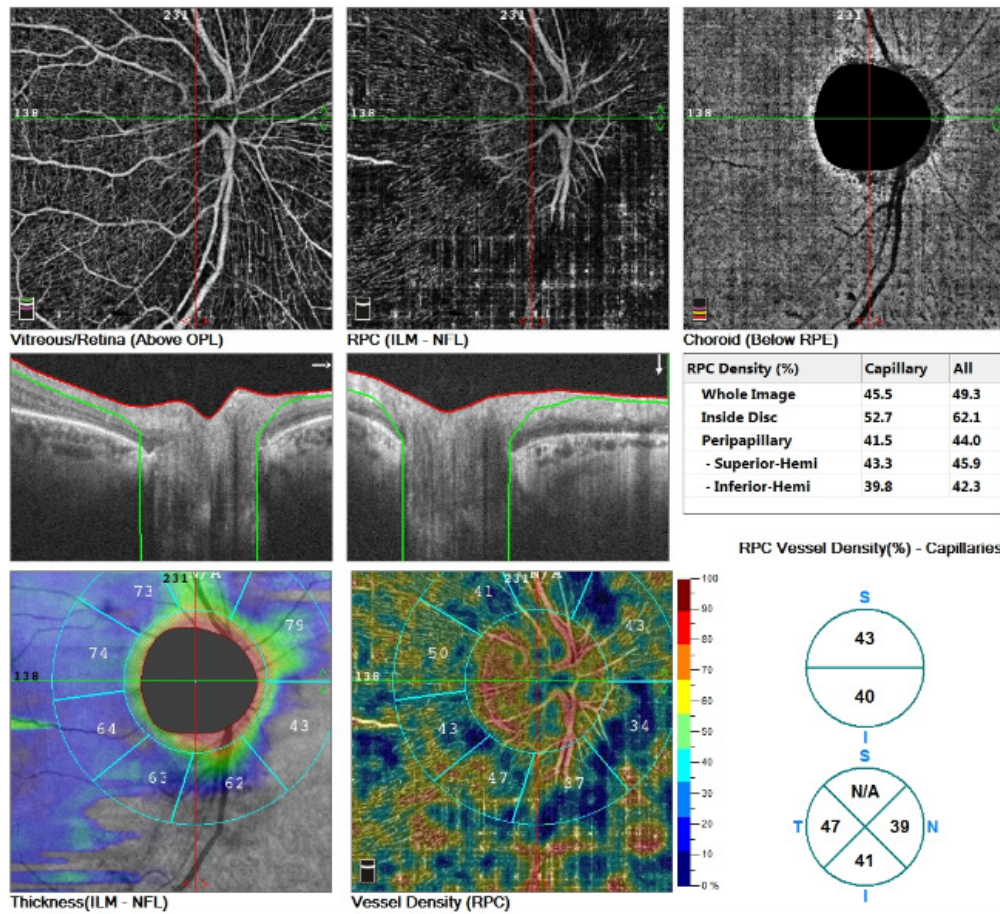 231
231
231
138
138
Vitreous/Retina (Above OPL)
RPC (ILM - NFL)
Choroid (Below RPE)
RPC Density (%) Capillary All
Whole Image 45.5 49.3
Inside Disc 52.7 62.1
Peripapillary 41.5 44.0
- Superior-Hemi 43.3 45.9
- Inferior-Hemi 39.8 42.3
RPC Vessel Density(%) - Capillaries
N/A
231
73
79
74
138
64
43
63
62
Thickness(ILM - NFL)
N/A
231
41
43
50
138
43
34
47
37
Vessel Density (RPC)
100
90
80
70
60
50
40
30
20
10
0 %
S
43
40
I
S
N/A
T 47 39 N
41
I